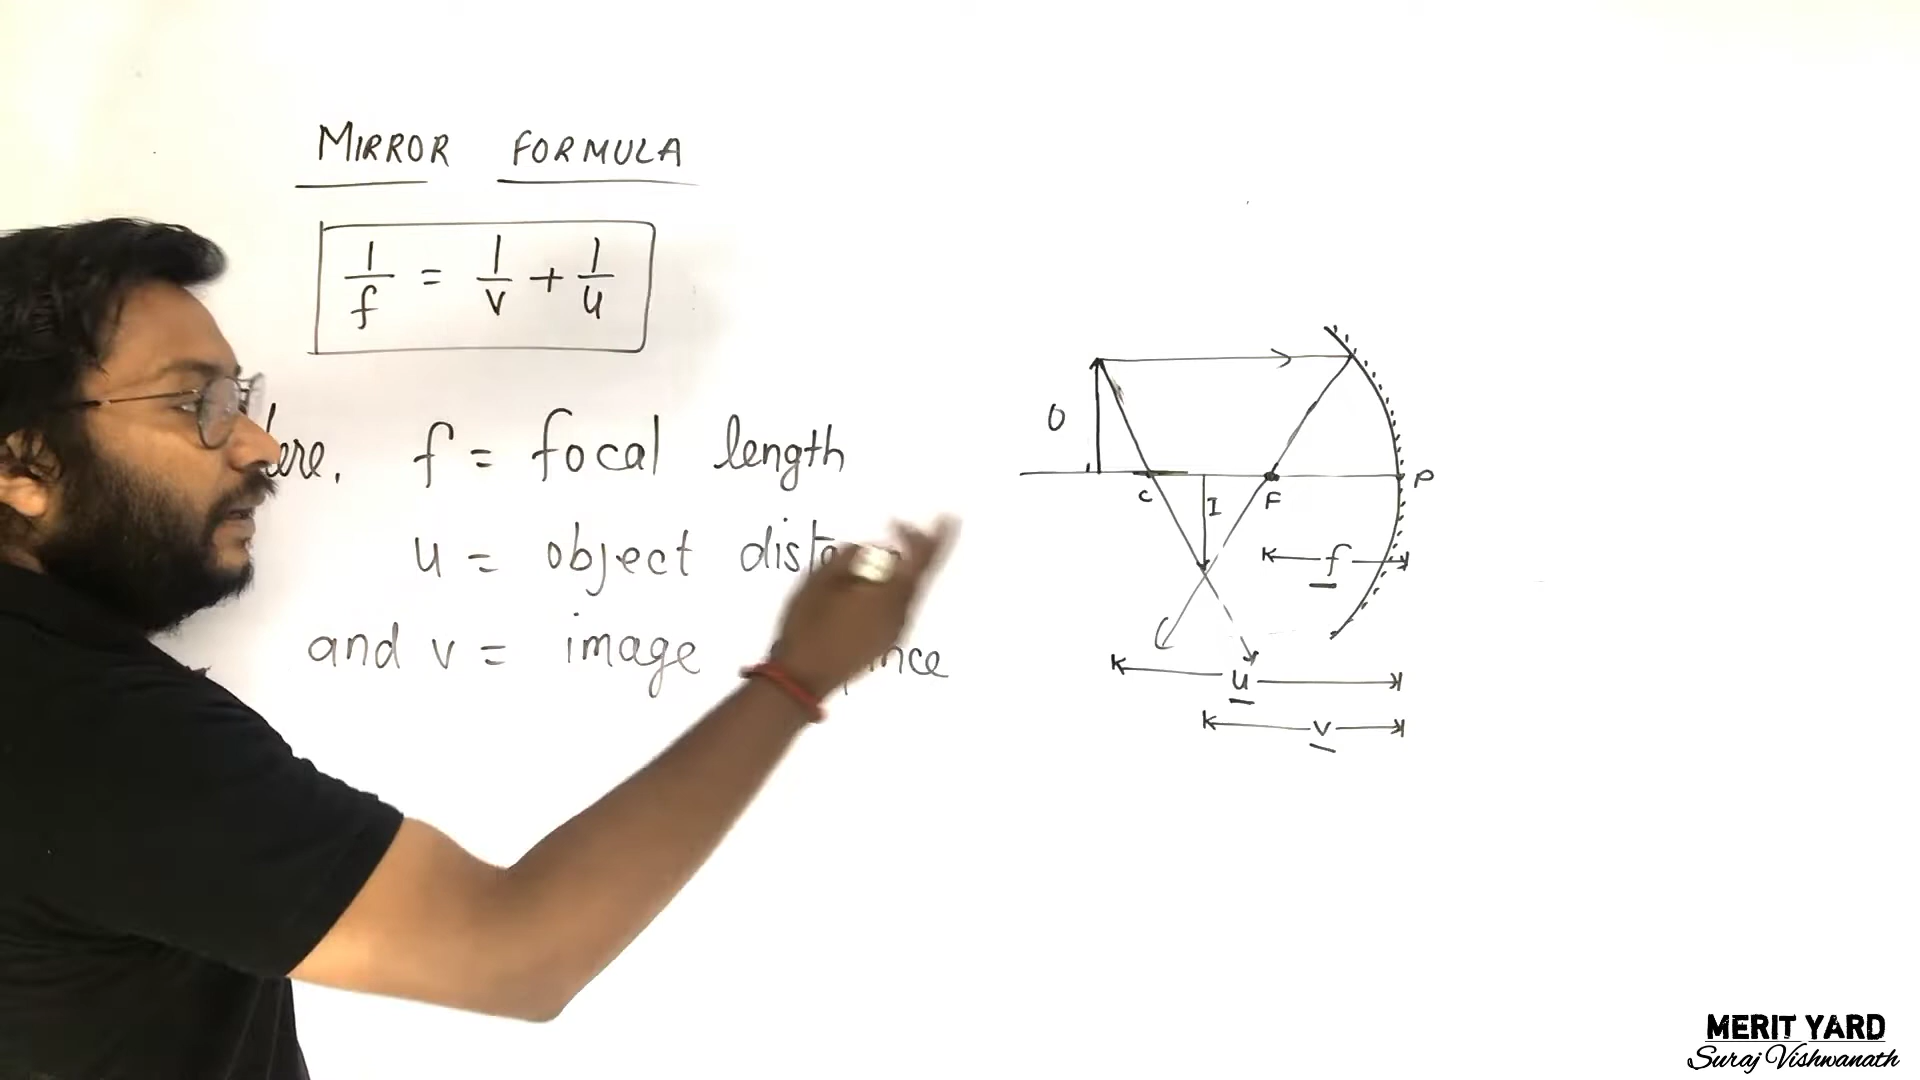 MIRROR FORMULA
1/f = 1/v + 1/u
f = focal length
u = object
and v = image
O
C
I
F
P
f
u
v
MERIT YARD
Suraj Vishwanath